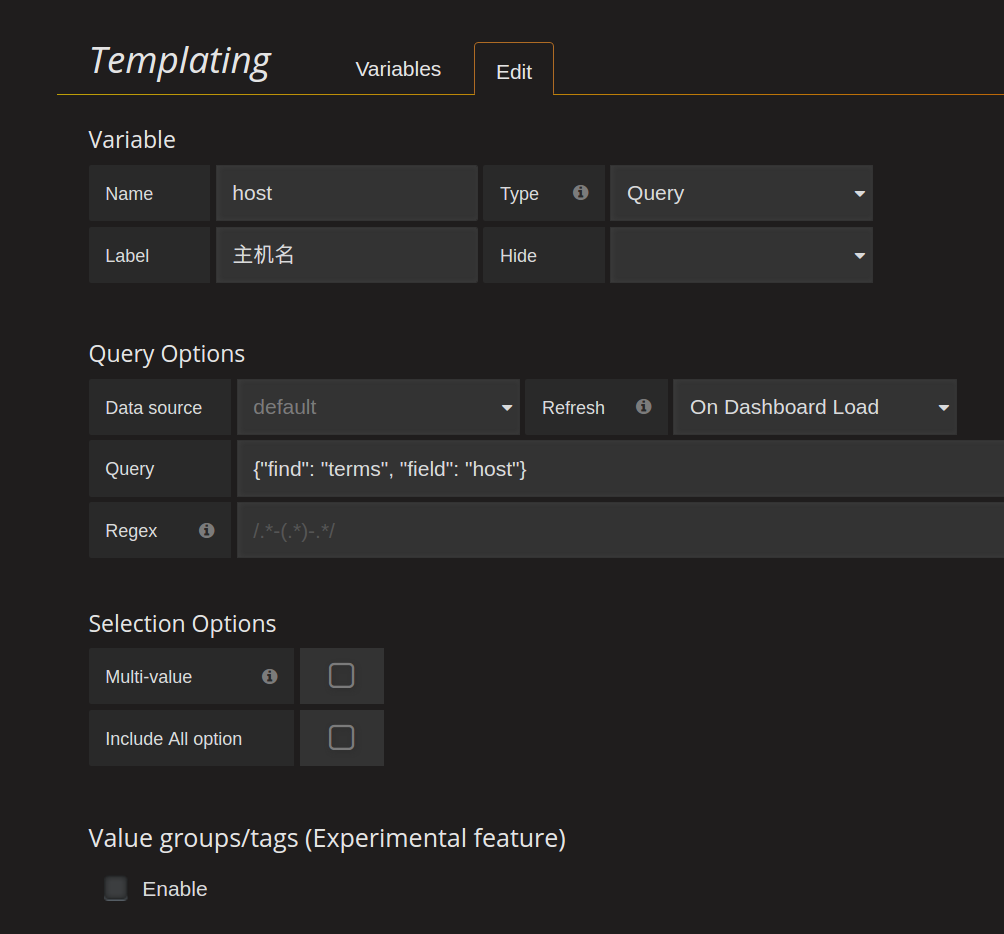 Templating Variables Edit
Variable
Name host Type Query
Label 主机名 Hide
Query Options
Data source default Refresh On Dashboard Load
Query {"find": "terms", "field": "host"}
Regex /.*-(.*)-.*/
Selection Options
Multi-value
Include All option
Value groups/tags (Experimental feature)
Enable